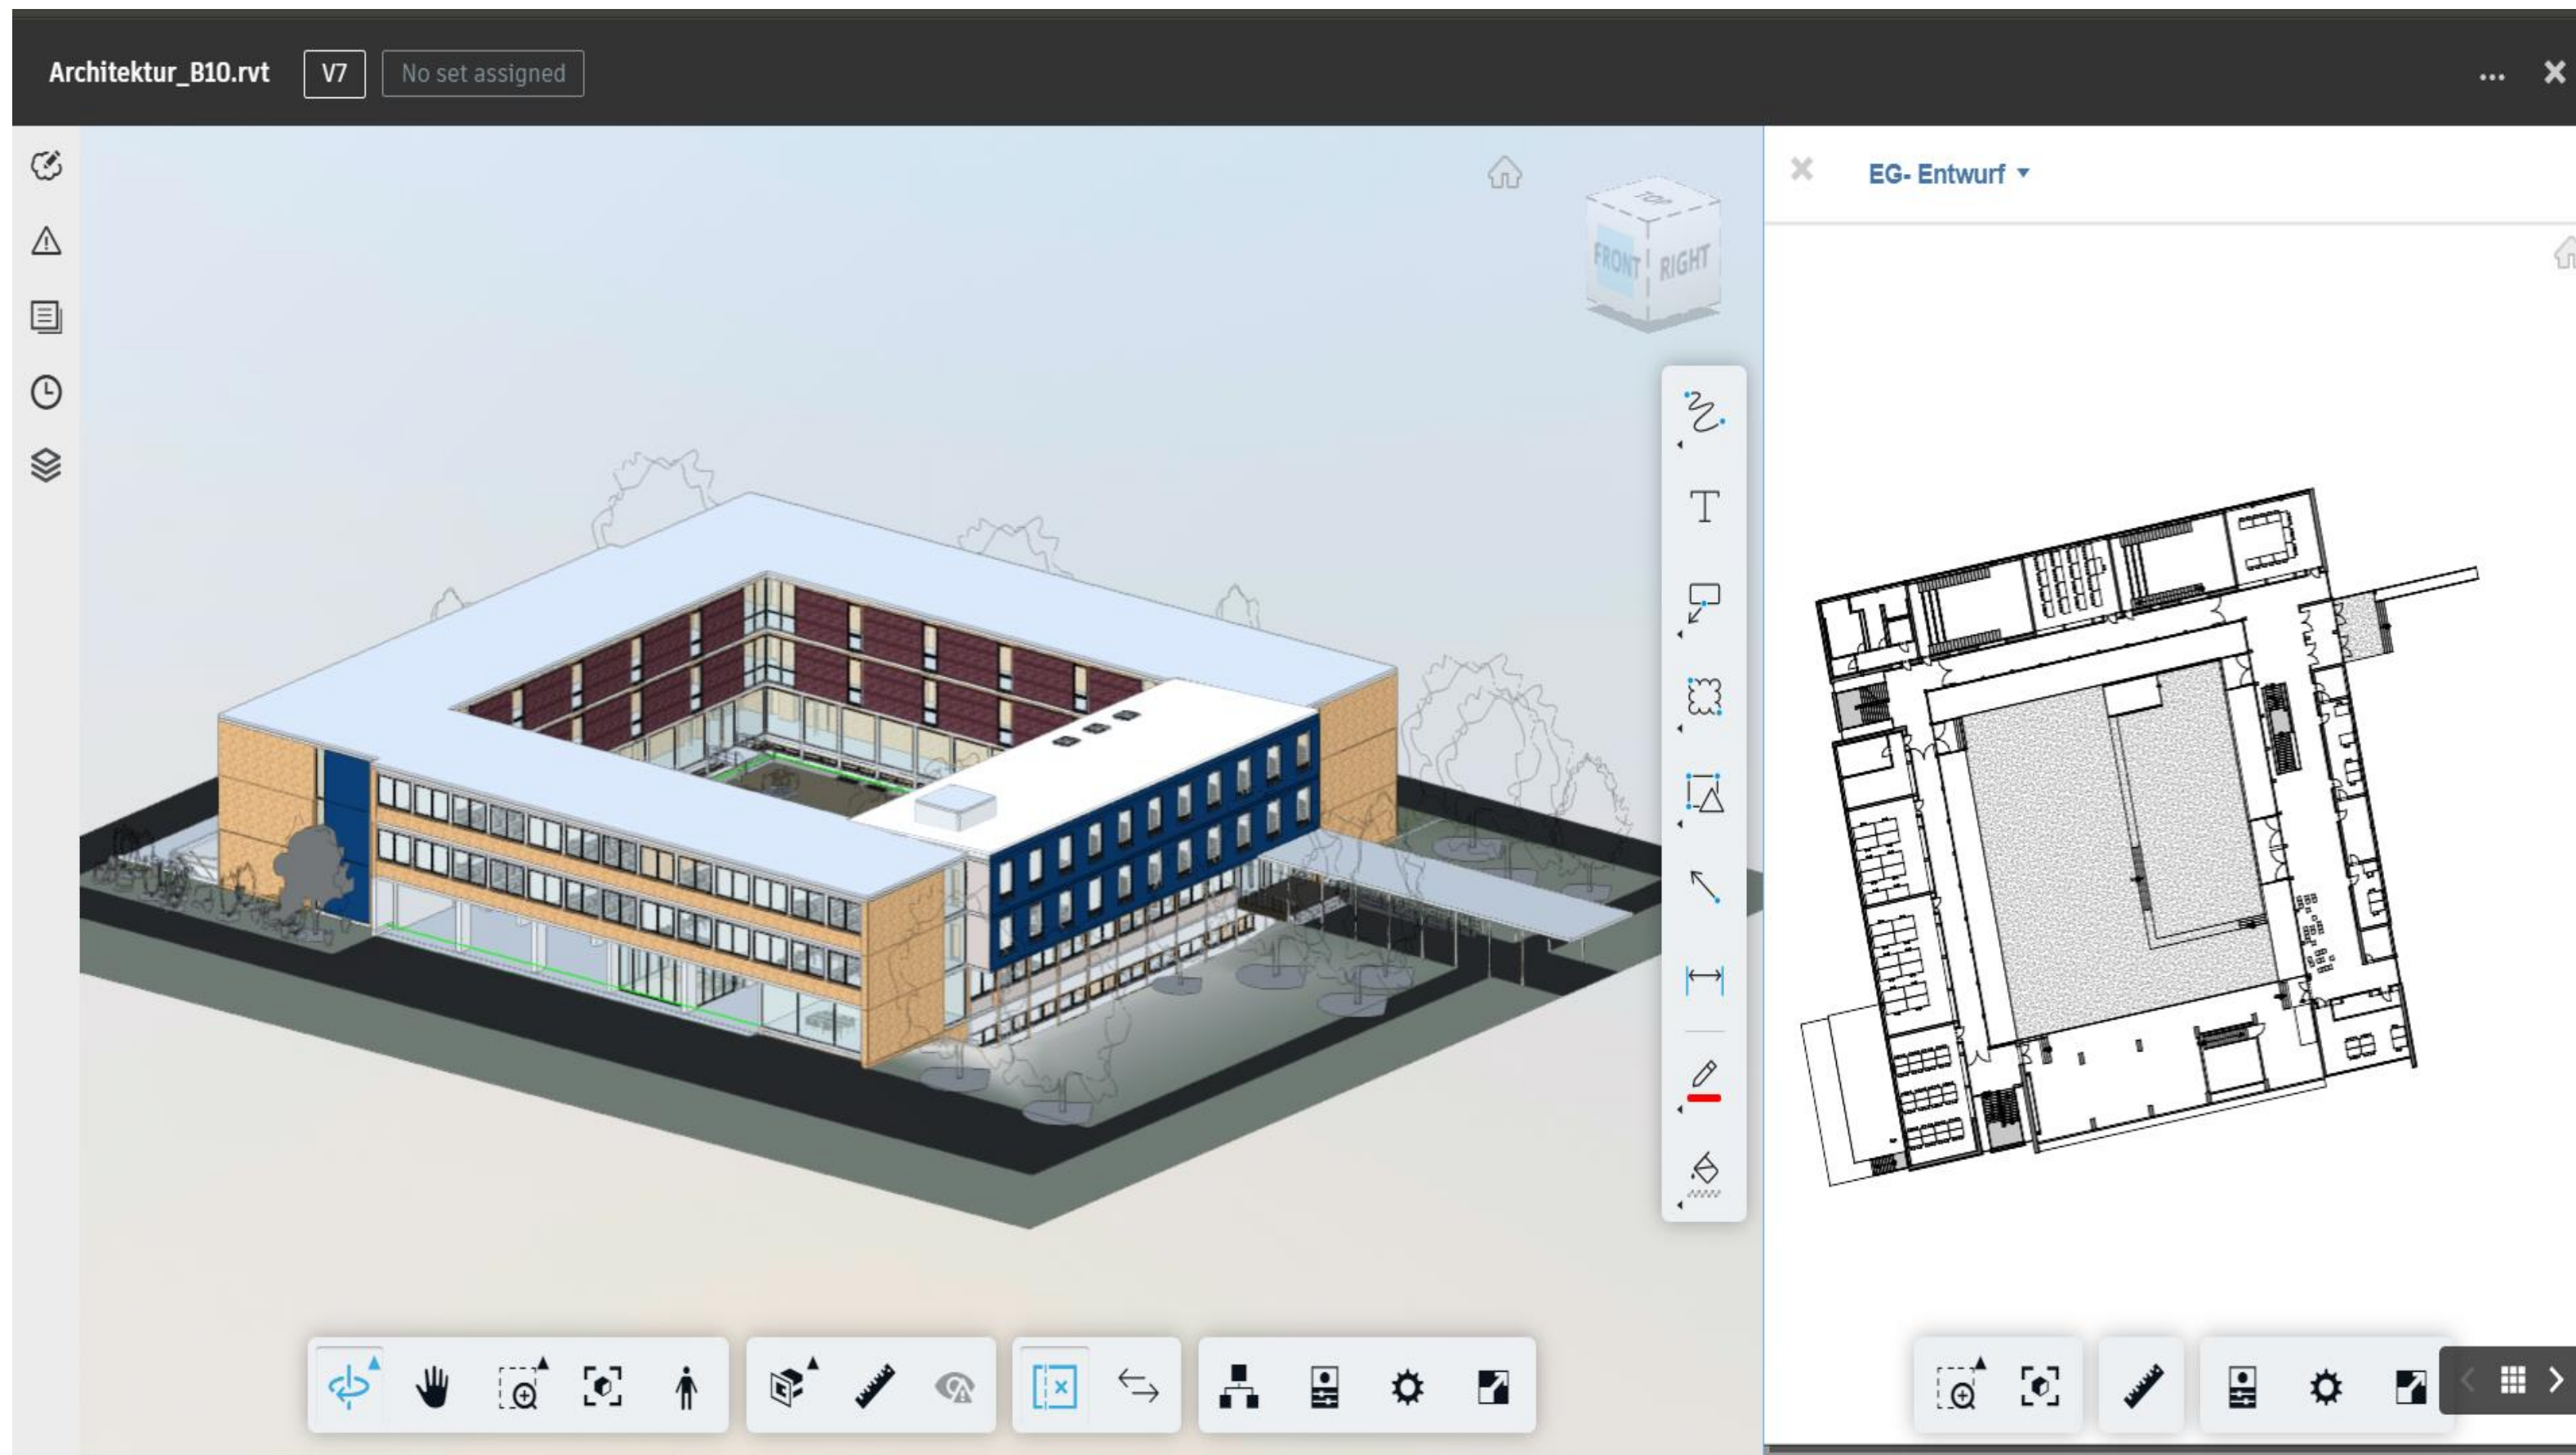 Architektur_B10.rvt V7 No set assigned
EG- Entwurf
TOP
FRONT RIGHT